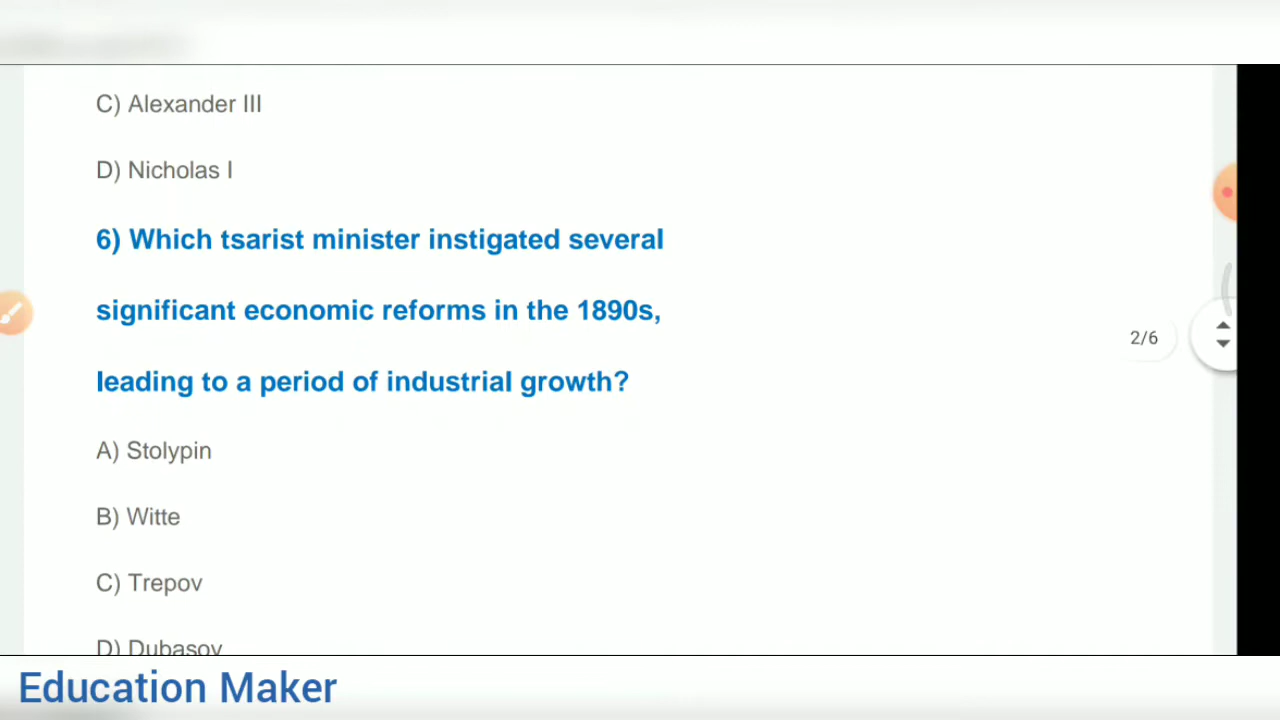 C) Alexander III
D) Nicholas I
6) Which tsarist minister instigated several
significant economic reforms in the 1890s,
2/6
leading to a period of industrial growth?
A) Stolypin
B) Witte
C) Trepov
D) Dubasov
Education Maker